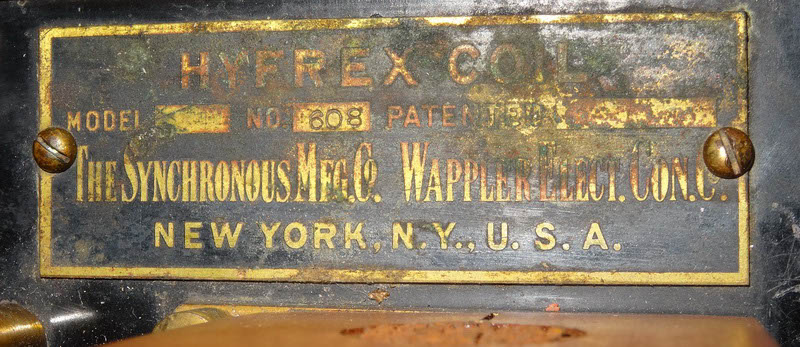 HYFREX COIL
MODEL NO. 608 PATENTED
THE SYNCHRONOUS MFG. CO. WAPPLER ELECT. CON. C.
NEW YORK, N.Y., U. S. A.